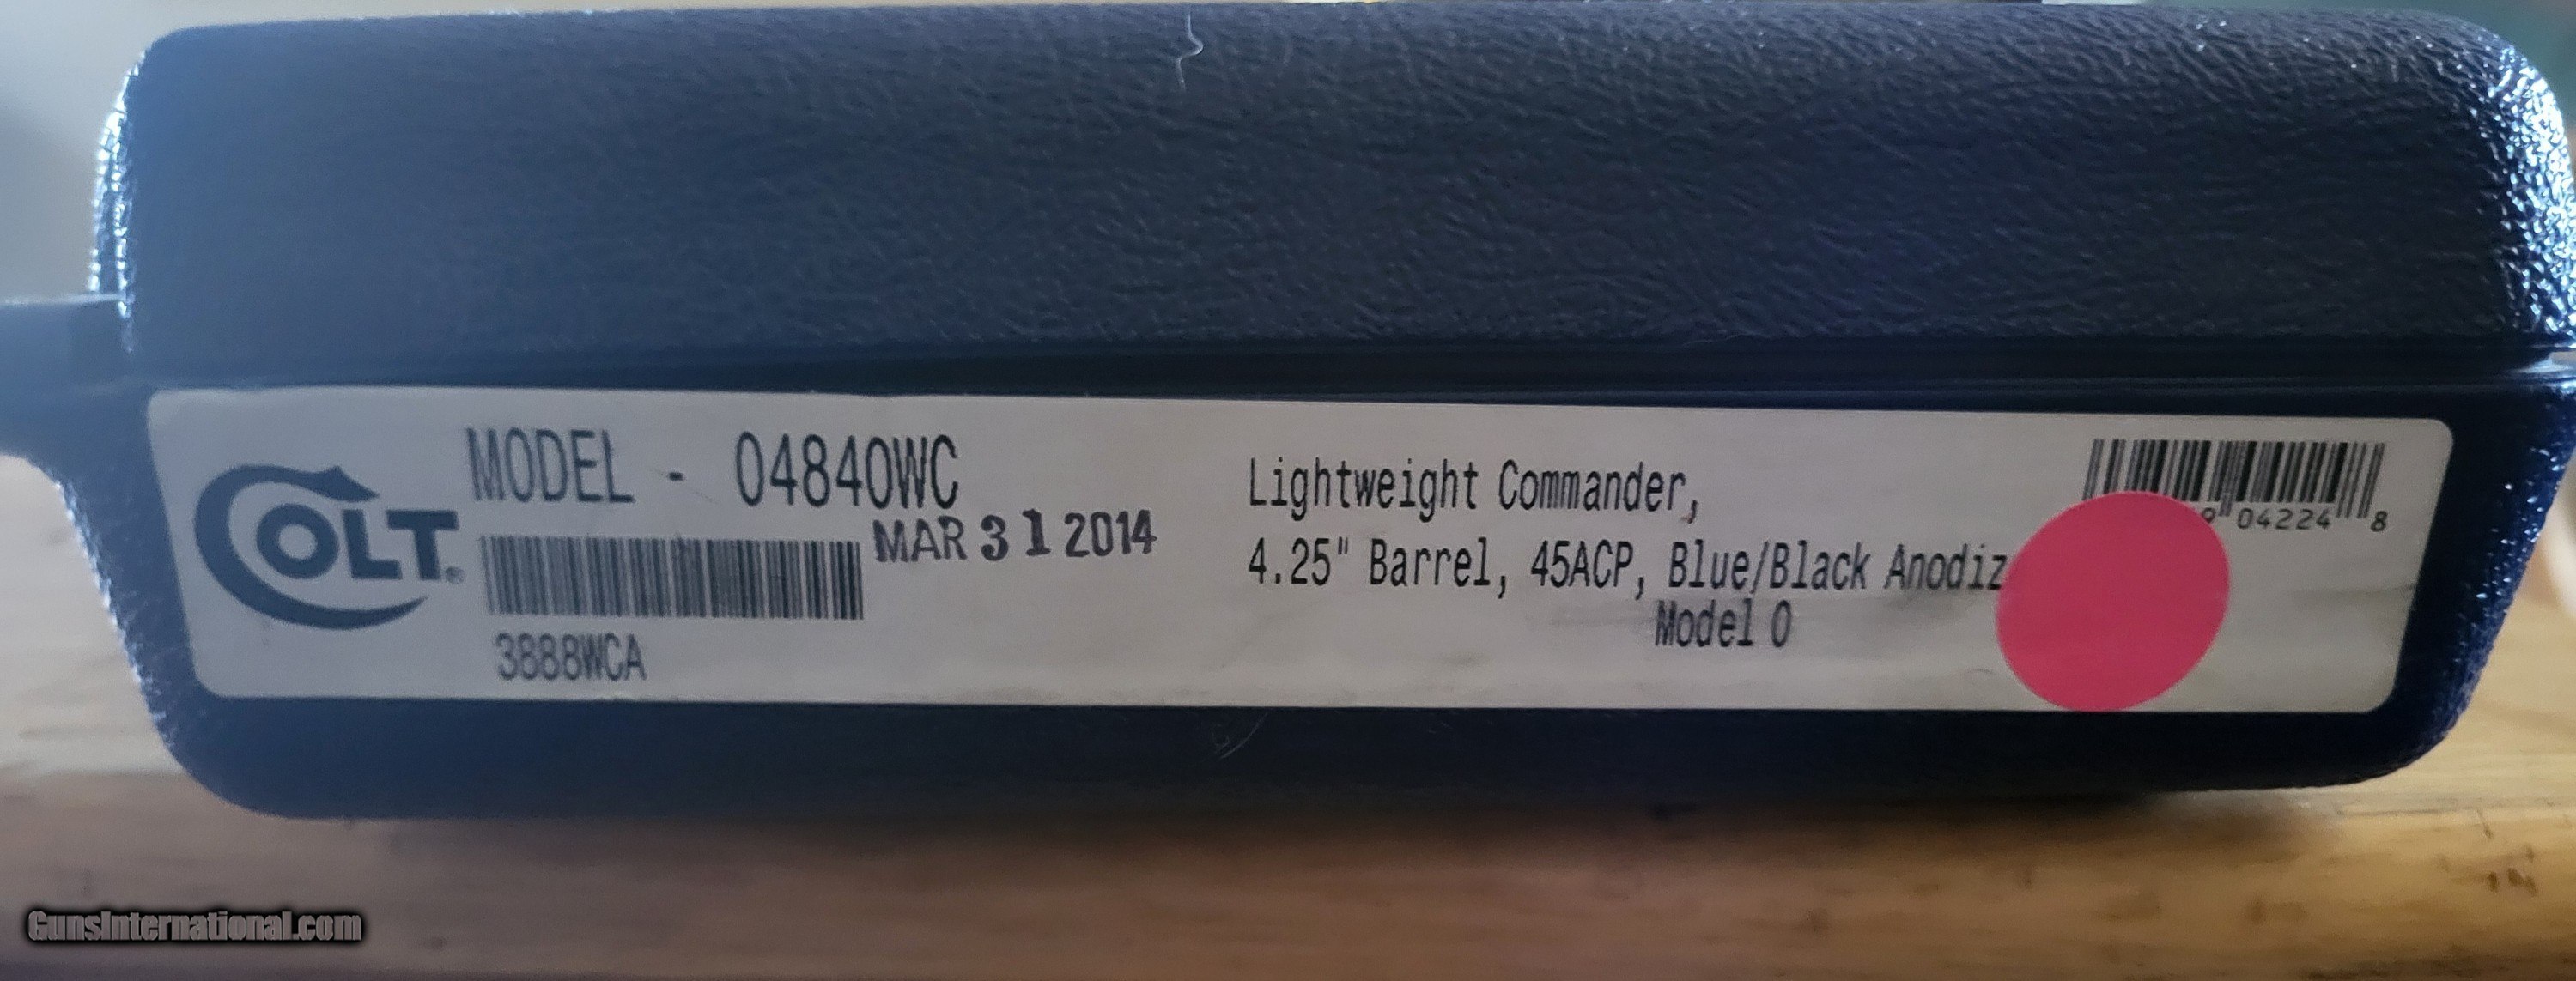 COLT®
MODEL - 04840WC
MAR 31 2014
3888WCA
Lightweight Commander,
4.25" Barrel, 45ACP, Blue/Black Anodiz
Model O
04224 8
GunsInternational.com